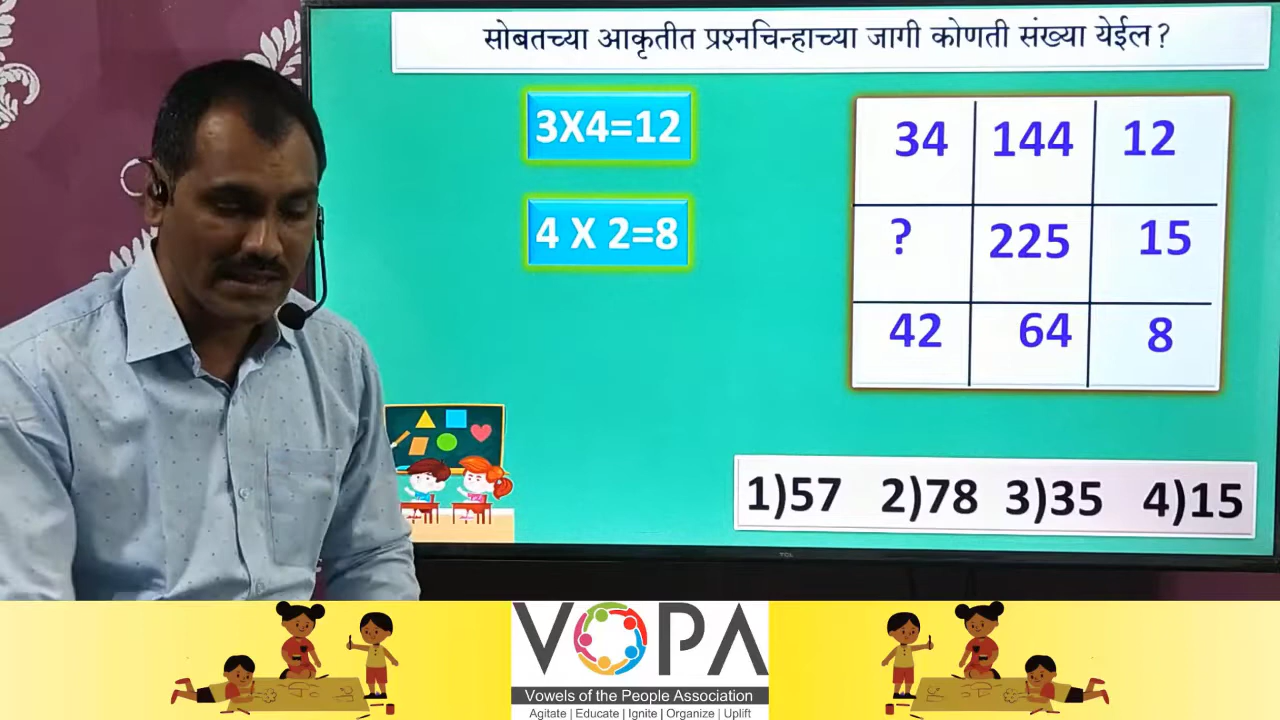 सोबतच्या आकृतीत प्रश्नचिन्हाच्या जागी कोणती संख्या येईल?
3X4=12
4 X 2=8
34 144 12
? 225 15
42 64 8
1)57 2)78 3)35 4)15
TCL
VOPA
Vowels of the People Association
Agitate | Educate | Ignite | Organize | Uplift